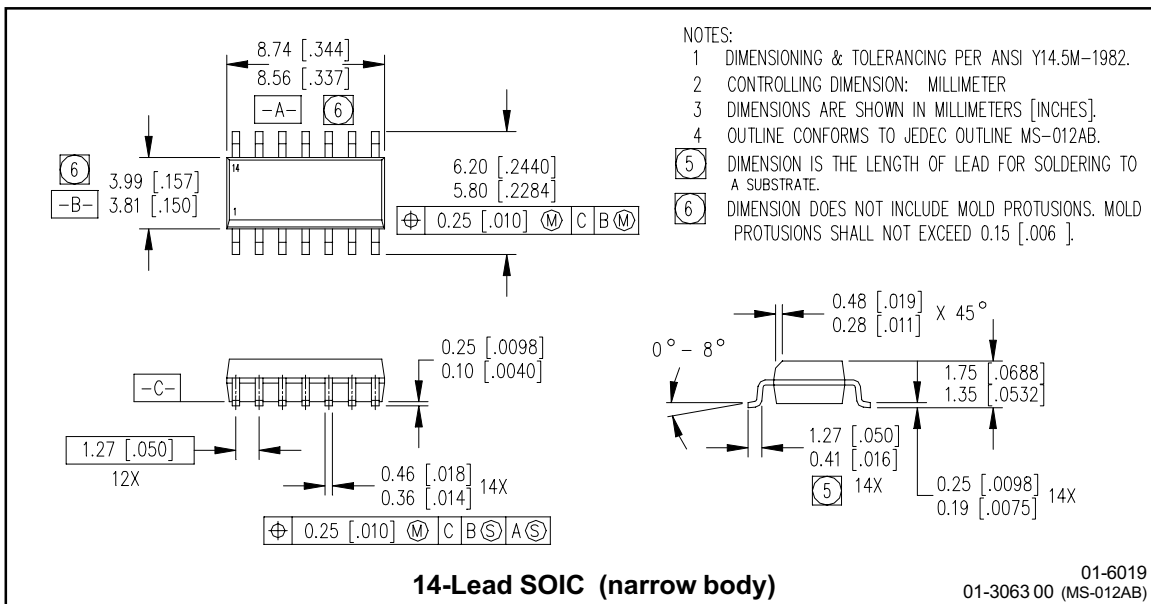 8.74 [.344]
8.56 [.337]
-A- 6
6
3.99 [.157]
3.81 [.150]
-B-
14
1
6.20 [.2440]
5.80 [.2284]
⌖ 0.25 [.010] Ⓜ C B Ⓜ
NOTES:
1 DIMENSIONING & TOLERANCING PER ANSI Y14.5M-1982.
2 CONTROLLING DIMENSION: MILLIMETER
3 DIMENSIONS ARE SHOWN IN MILLIMETERS [INCHES].
4 OUTLINE CONFORMS TO JEDEC OUTLINE MS-012AB.
5 DIMENSION IS THE LENGTH OF LEAD FOR SOLDERING TO
A SUBSTRATE.
6 DIMENSION DOES NOT INCLUDE MOLD PROTUSIONS. MOLD
PROTUSIONS SHALL NOT EXCEED 0.15 [.006 ].
-C-
0.25 [.0098]
0.10 [.0040]
1.27 [.050]
12X
0.46 [.018]
0.36 [.014] 14X
⌖ 0.25 [.010] Ⓜ C B Ⓢ A Ⓢ
0.48 [.019]
0.28 [.011] X 45°
0°-8°
1.75 [.0688]
1.35 [.0532]
1.27 [.050]
0.41 [.016]
5 14X
0.25 [.0098]
0.19 [.0075] 14X
14-Lead SOIC (narrow body)
01-6019
01-3063 00 (MS-012AB)